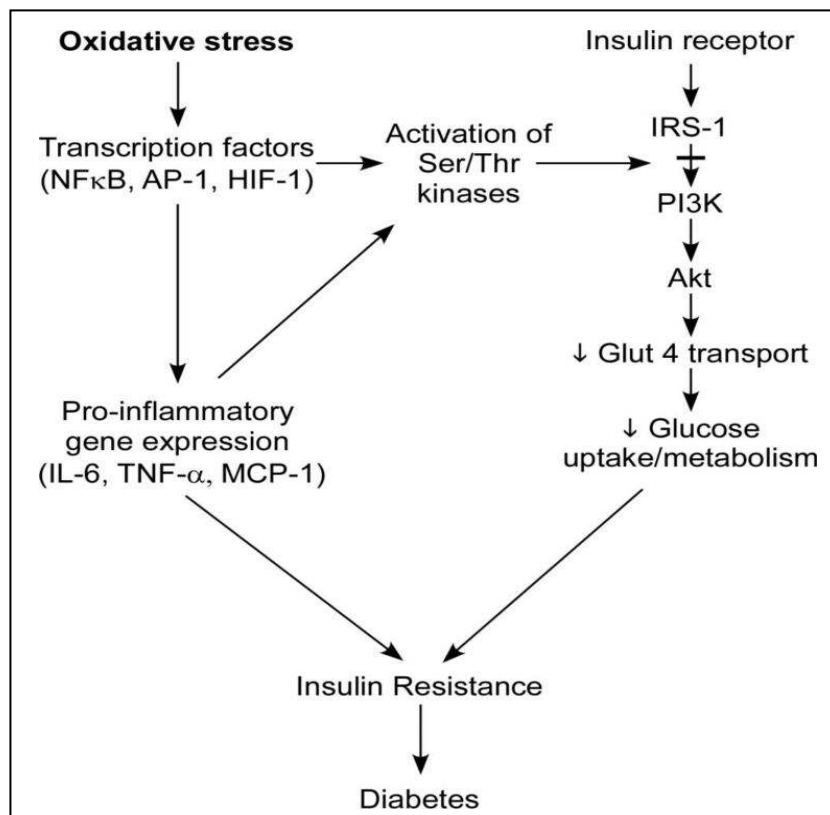 Oxidative stress
Transcription factors
(NFκB, AP-1, HIF-1)
Pro-inflammatory
gene expression
(IL-6, TNF-α, MCP-1)
Activation of
Ser/Thr
kinases
Insulin receptor
IRS-1
PI3K
Akt
↓ Glut 4 transport
↓ Glucose
uptake/metabolism
Insulin Resistance
Diabetes